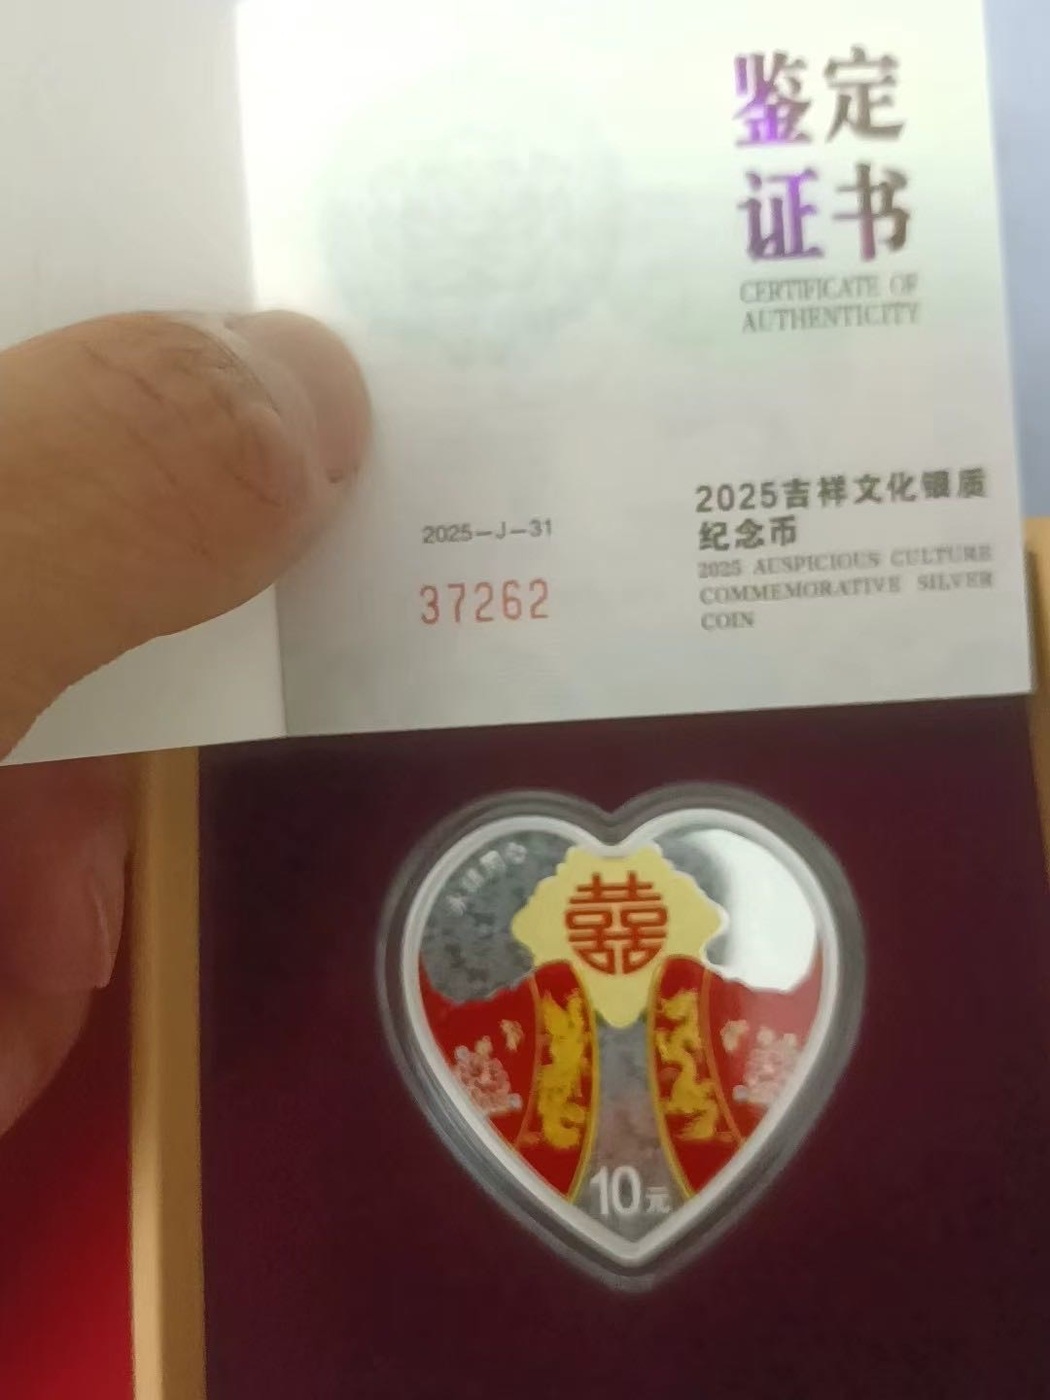 鉴定
证书
CERTIFICATE OF
AUTHENTICITY
2025吉祥文化银质
纪念币
2025 AUSPICIOUS CULTURE
COMMEMORATIVE SILVER
COIN
2025-J-31
37262
囍
10元